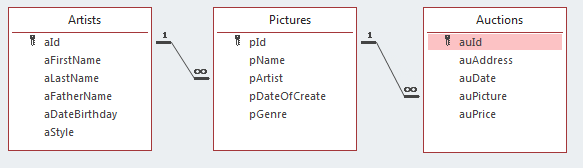 Artists
aId
aFirstName
aLastName
aFatherName
aDateBirthday
aStyle
1
∞
Pictures
pId
pName
pArtist
pDateOfCreate
pGenre
1
∞
Auctions
auId
auAddress
auDate
auPicture
auPrice